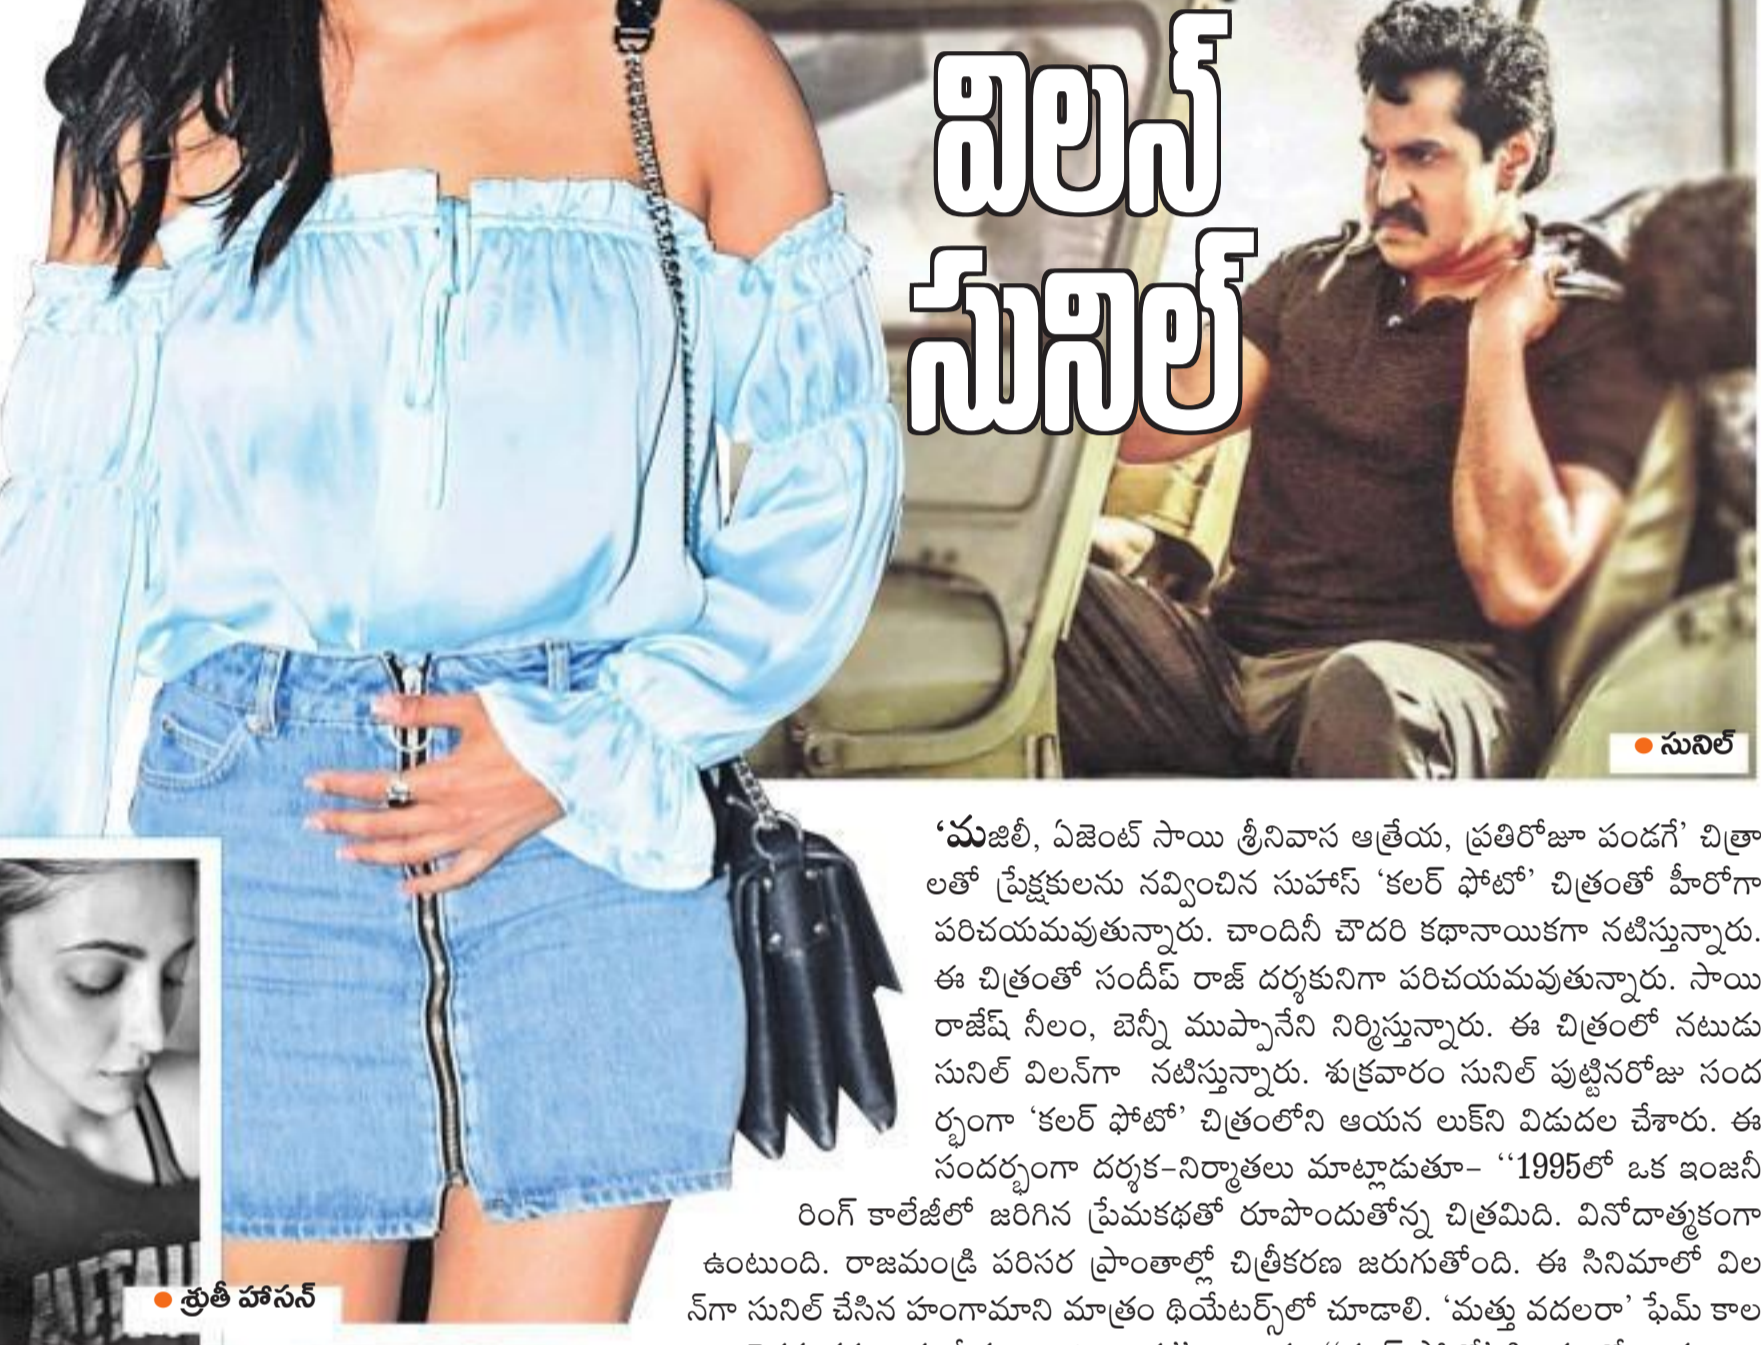 విలన్
సునిల్
సునిల్
‘మజిలీ, ఏజెంట్ సాయి శ్రీనివాస ఆత్రేయ, ప్రతిరోజూ పండగే’ చిత్రా
లతో ప్రేక్షకులను నవ్వించిన సుహాస్ ‘కలర్ ఫోటో’ చిత్రంతో హీరోగా
పరిచయమవుతున్నారు. చాందినీ చౌదరి కథానాయికగా నటిస్తున్నారు.
ఈ చిత్రంతో సందీప్ రాజ్ దర్శకునిగా పరిచయమవుతున్నారు. సాయి
రాజేష్ నీలం, బెన్నీ ముప్పానేని నిర్మిస్తున్నారు. ఈ చిత్రంలో నటుడు
సునిల్ విలన్‌గా నటిస్తున్నారు. శుక్రవారం సునిల్ పుట్టినరోజు సంద
ర్భంగా ‘కలర్ ఫోటో’ చిత్రంలోని ఆయన లుక్‌ని విడుదల చేశారు. ఈ
సందర్భంగా దర్శక–నిర్మాతలు మాట్లాడుతూ– ‘‘1995లో ఒక ఇంజనీ
రింగ్ కాలేజీలో జరిగిన ప్రేమకథతో రూపొందుతోన్న చిత్రమిది. వినోదాత్మకంగా
ఉంటుంది. రాజమండ్రి పరిసర ప్రాంతాల్లో చిత్రీకరణ జరుగుతోంది. ఈ సినిమాలో విల
న్‌గా సునిల్ చేసిన హంగామాని మాత్రం థియేటర్స్‌లో చూడాలి. ‘మత్తు వదలరా’ ఫేమ్ కాల
శ్రుతీ హాసన్